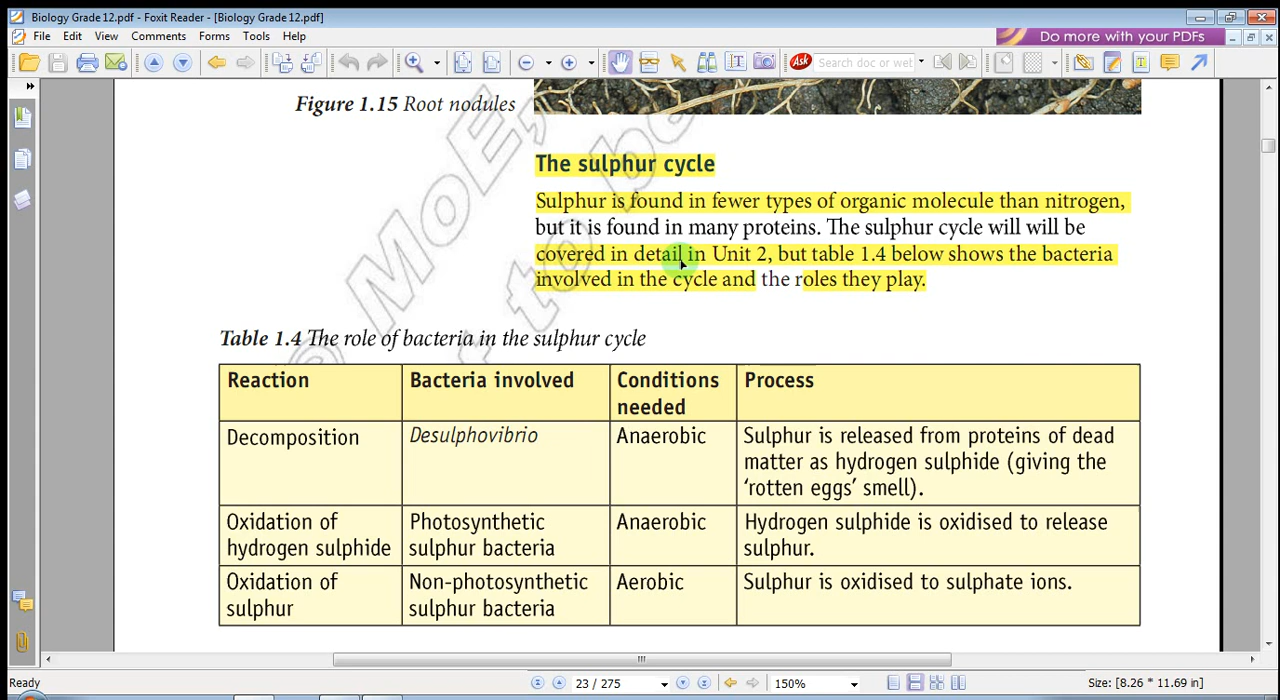 Biology Grade 12.pdf - Foxit Reader - [Biology Grade 12.pdf]
File Edit View Comments Forms Tools Help
Do more with your PDFs
Ask Search doc or wel
Figure 1.15 Root nodules
© MoE,
to be
The sulphur cycle
Sulphur is found in fewer types of organic molecule than nitrogen,
but it is found in many proteins. The sulphur cycle will will be
covered in detail in Unit 2, but table 1.4 below shows the bacteria
involved in the cycle and the roles they play.
Table 1.4 The role of bacteria in the sulphur cycle
Reaction Bacteria involved Conditions needed Process
Decomposition Desulphovibrio Anaerobic Sulphur is released from proteins of dead
matter as hydrogen sulphide (giving the
‘rotten eggs’ smell).
Oxidation of Photosynthetic Anaerobic Hydrogen sulphide is oxidised to release
hydrogen sulphide sulphur bacteria sulphur.
Oxidation of Non-photosynthetic Aerobic Sulphur is oxidised to sulphate ions.
sulphur sulphur bacteria
Ready 23 / 275 150% Size: [8.26 * 11.69 in]